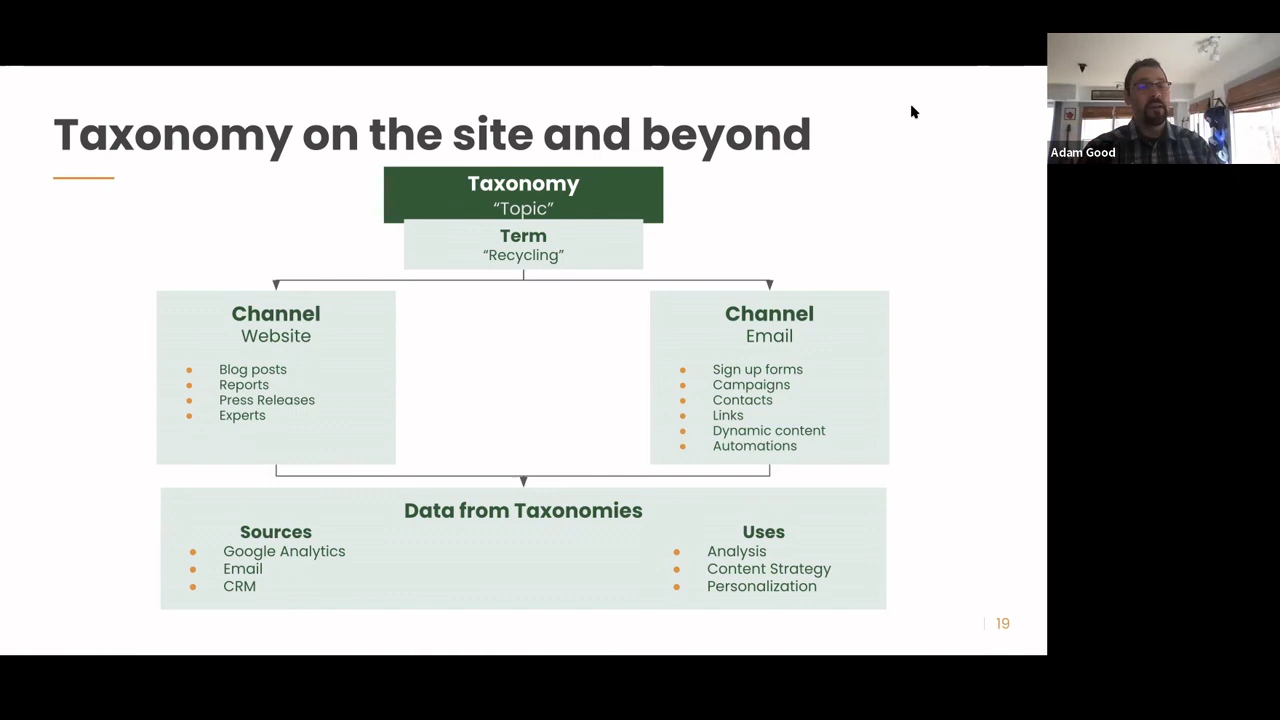 Taxonomy on the site and beyond
Taxonomy
“Topic”
Term
“Recycling”
Channel
Website
Blog posts
Reports
Press Releases
Experts
Channel
Email
Sign up forms
Campaigns
Contacts
Links
Dynamic content
Automations
Data from Taxonomies
Sources
Google Analytics
Email
CRM
Uses
Analysis
Content Strategy
Personalization
19
Adam Good